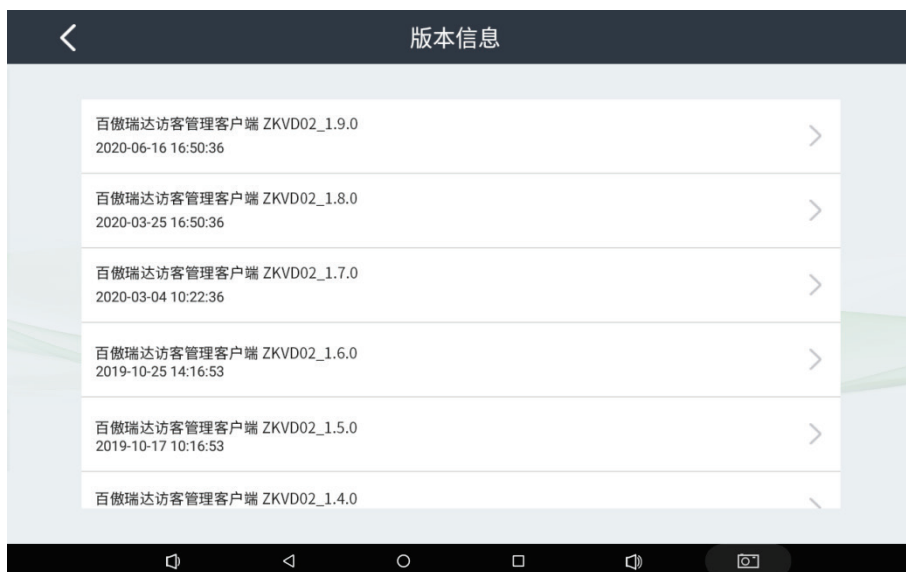 版本信息
百傲瑞达访客管理客户端 ZKVD02_1.9.0
2020-06-16 16:50:36
百傲瑞达访客管理客户端 ZKVD02_1.8.0
2020-03-25 16:50:36
百傲瑞达访客管理客户端 ZKVD02_1.7.0
2020-03-04 10:22:36
百傲瑞达访客管理客户端 ZKVD02_1.6.0
2019-10-25 14:16:53
百傲瑞达访客管理客户端 ZKVD02_1.5.0
2019-10-17 10:16:53
百傲瑞达访客管理客户端 ZKVD02_1.4.0